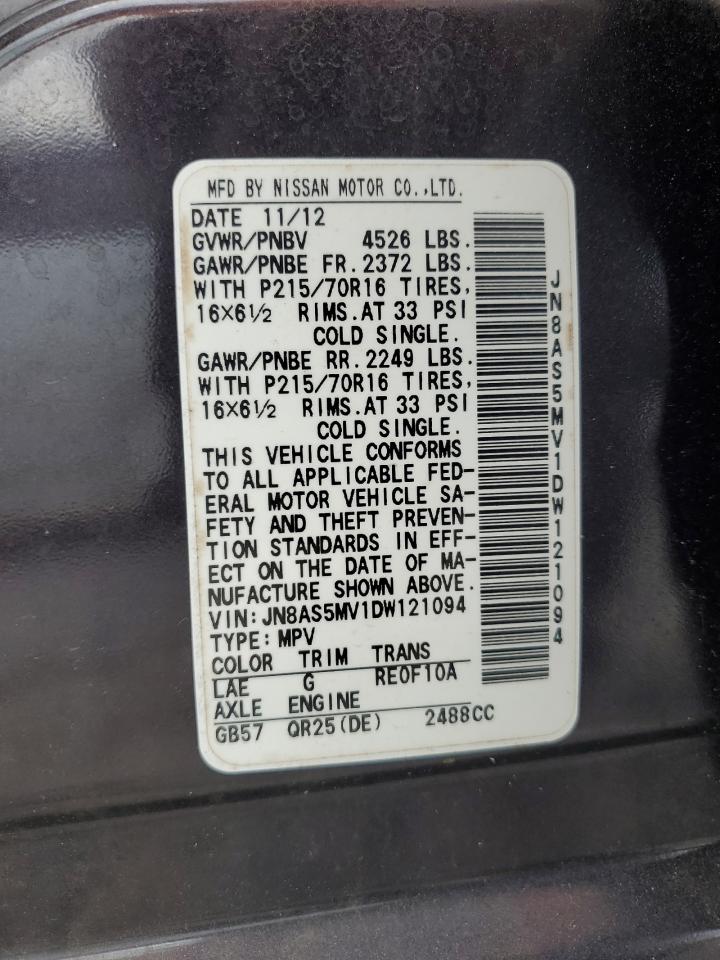 MFD BY NISSAN MOTOR CO.,LTD.
DATE 11/12
GVWR/PNBV 4526 LBS.
GAWR/PNBE FR.2372 LBS.
WITH P215/70R16 TIRES,
16×6½ RIMS.AT 33 PSI
COLD SINGLE.
GAWR/PNBE RR.2249 LBS.
WITH P215/70R16 TIRES,
16×6½ RIMS.AT 33 PSI
COLD SINGLE.
THIS VEHICLE CONFORMS
TO ALL APPLICABLE FED-
ERAL MOTOR VEHICLE SA-
FETY AND THEFT PREVEN-
TION STANDARDS IN EFF-
ECT ON THE DATE OF MA-
NUFACTURE SHOWN ABOVE.
VIN:JN8AS5MV1DW121094
TYPE:MPV
COLOR TRIM TRANS
LAE G RE0F10A
AXLE ENGINE
GB57 QR25(DE) 2488CC
JN8AS5MV1DW121094